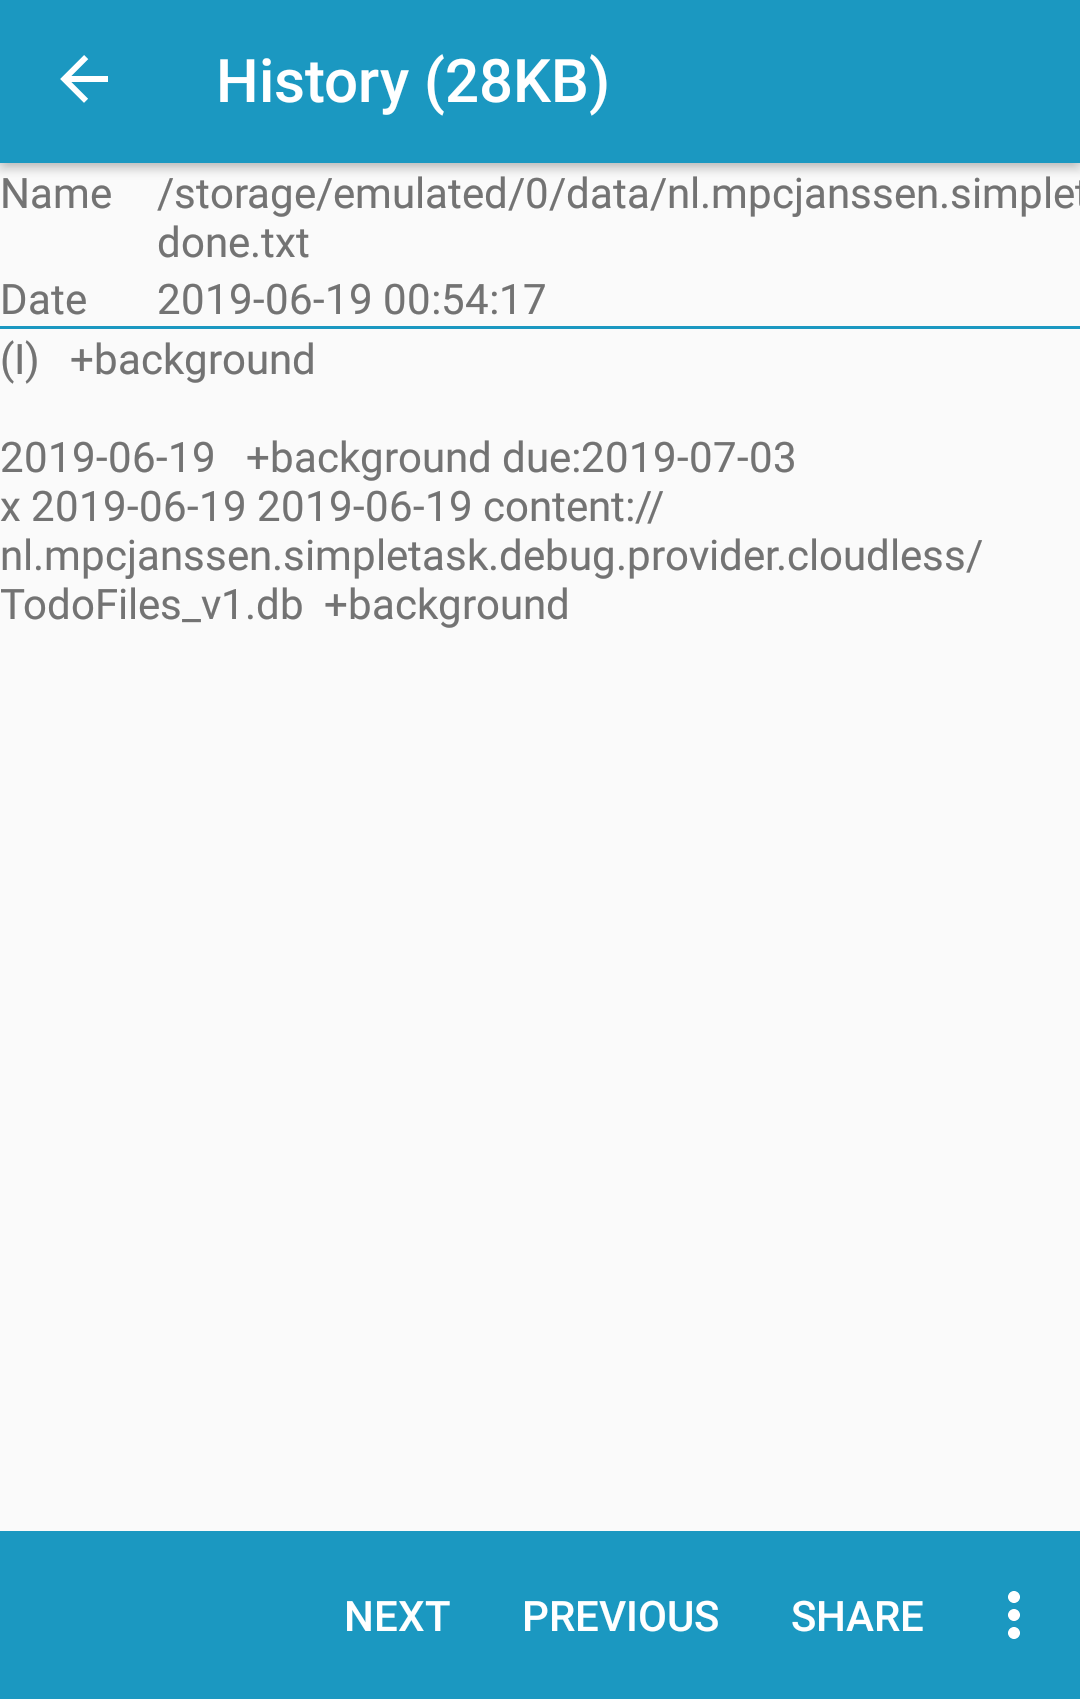 History (28KB)
Name /storage/emulated/0/data/nl.mpcjanssen.simplet
done.txt
Date 2019-06-19 00:54:17
(I) +background
2019-06-19 +background due:2019-07-03
x 2019-06-19 2019-06-19 content://
nl.mpcjanssen.simpletask.debug.provider.cloudless/
TodoFiles_v1.db +background
NEXT PREVIOUS SHARE